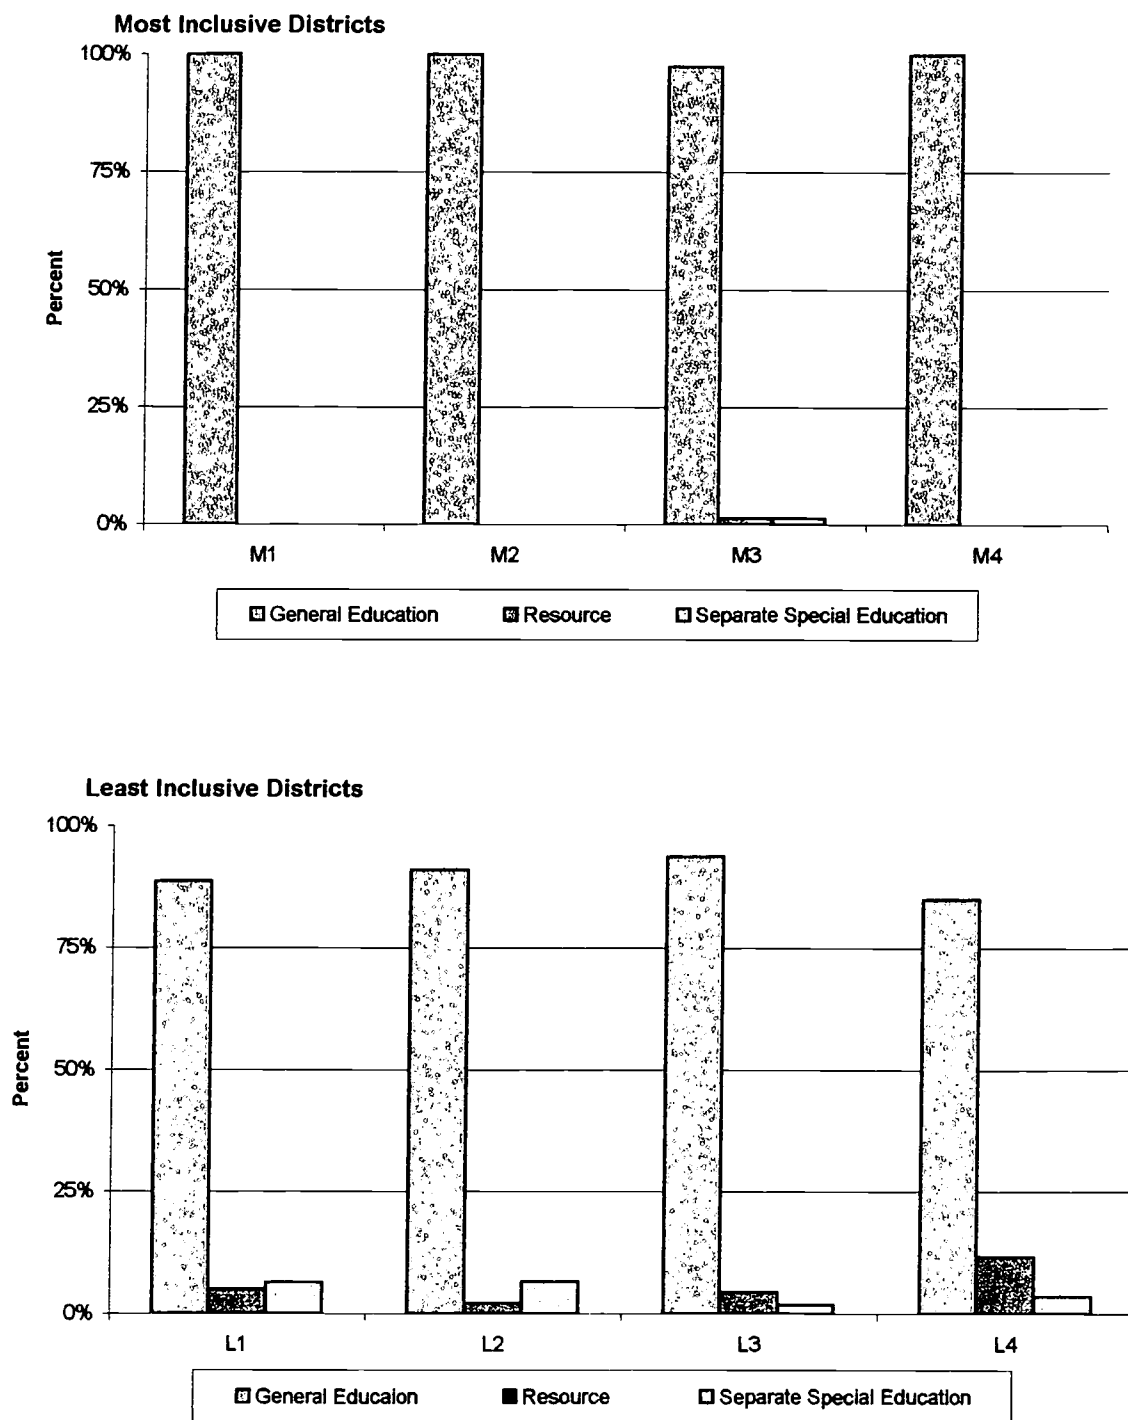 Most Inclusive Districts
100%
75%
50%
25%
0%
Percent
M1 M2 M3 M4
General Education Resource Separate Special Education
Least Inclusive Districts
100%
75%
50%
25%
0%
Percent
L1 L2 L3 L4
General Educaion Resource Separate Special Education